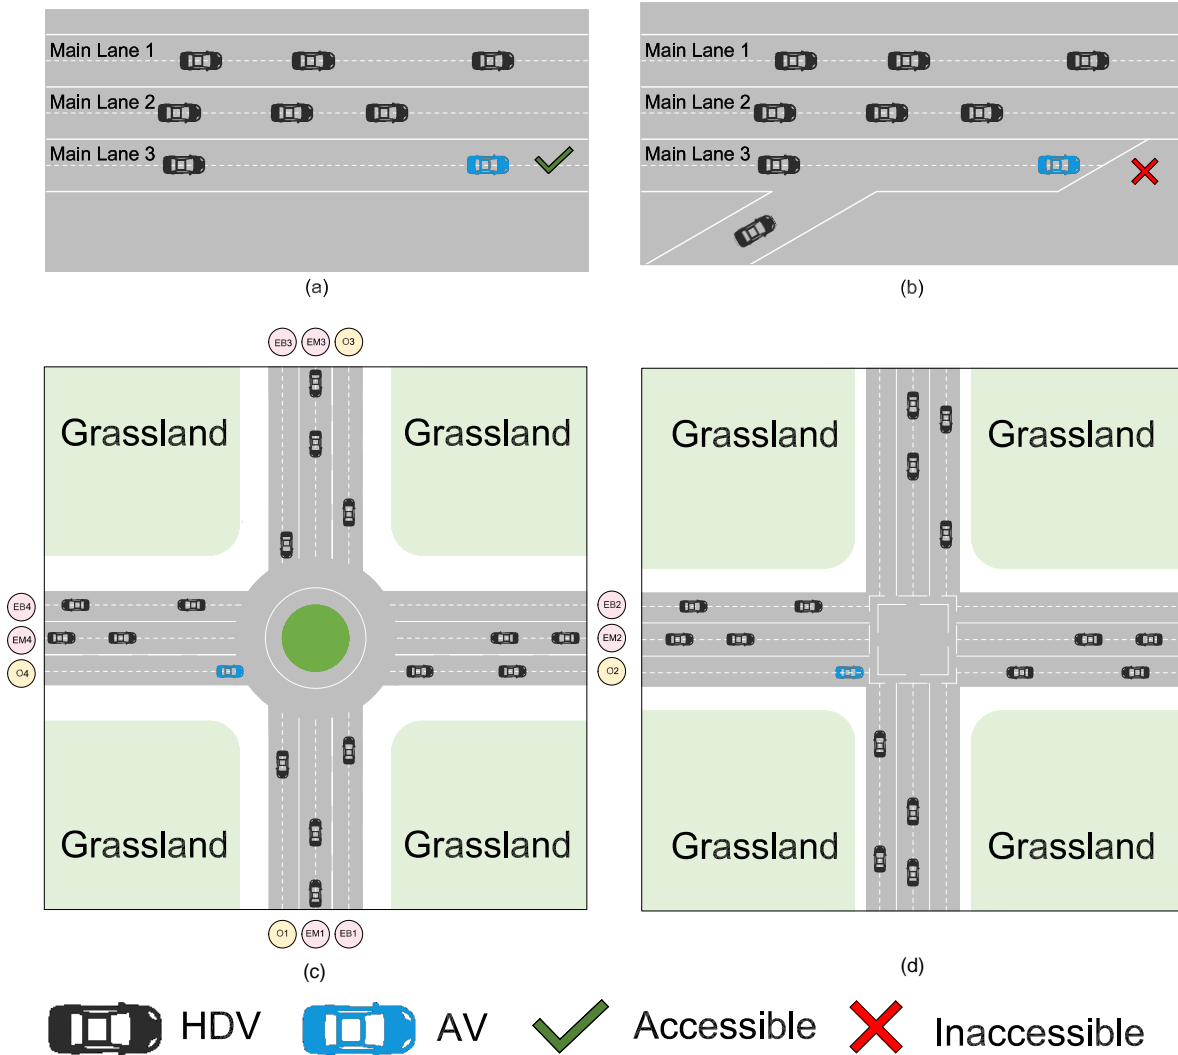 Main Lane 1
Main Lane 2
Main Lane 3
(a)
Main Lane 1
Main Lane 2
Main Lane 3
(b)
EB3 EM3 O3
Grassland Grassland
EB4
EM4
O4
Grassland Grassland
O1 EM1 EB1
(c)
Grassland Grassland
EB2
EM2
O2
Grassland Grassland
(d)
HDV AV Accessible Inaccessible